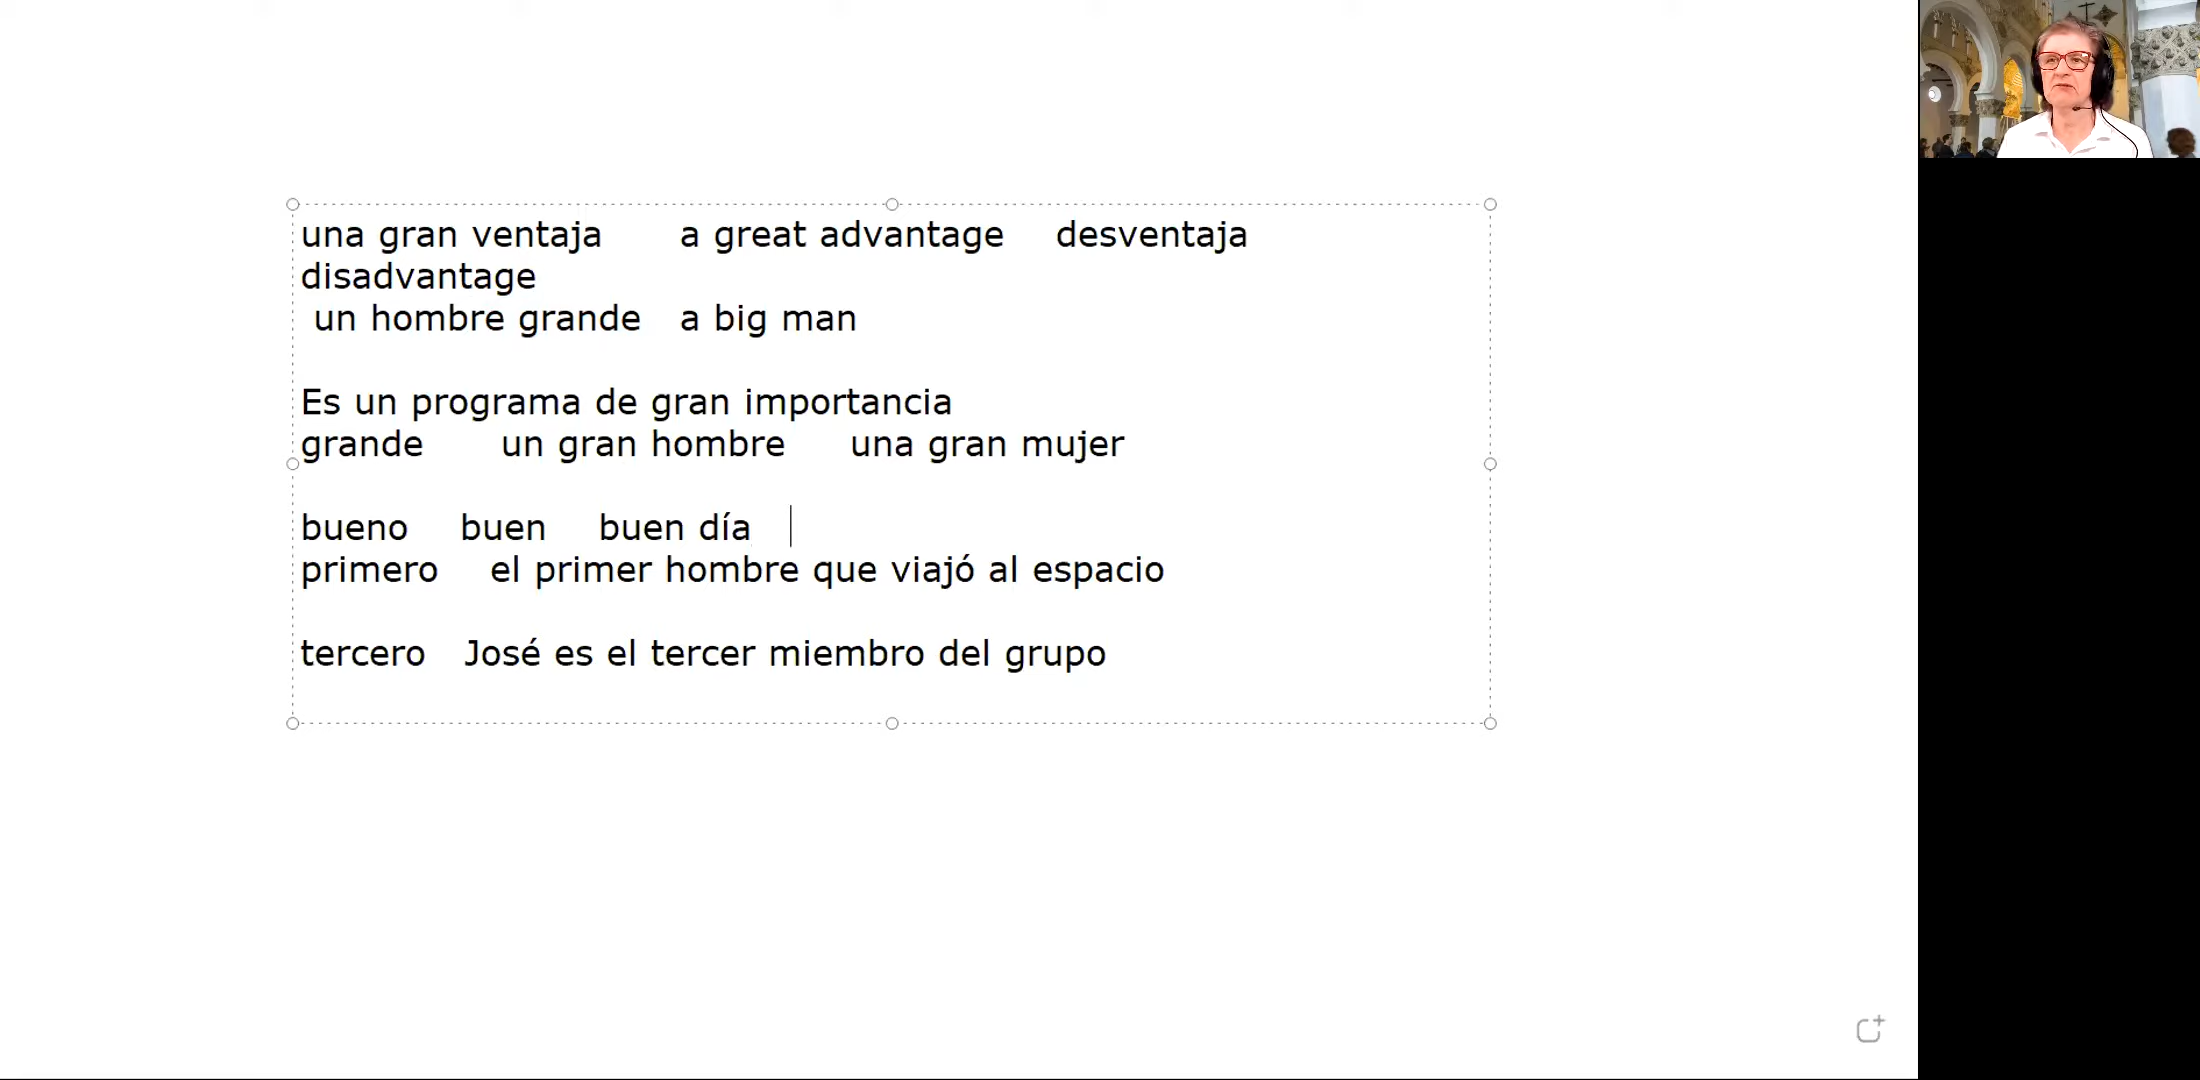 una gran ventaja a great advantage desventaja
disadvantage
un hombre grande a big man
Es un programa de gran importancia
grande un gran hombre una gran mujer
bueno buen buen día
primero el primer hombre que viajó al espacio
tercero José es el tercer miembro del grupo